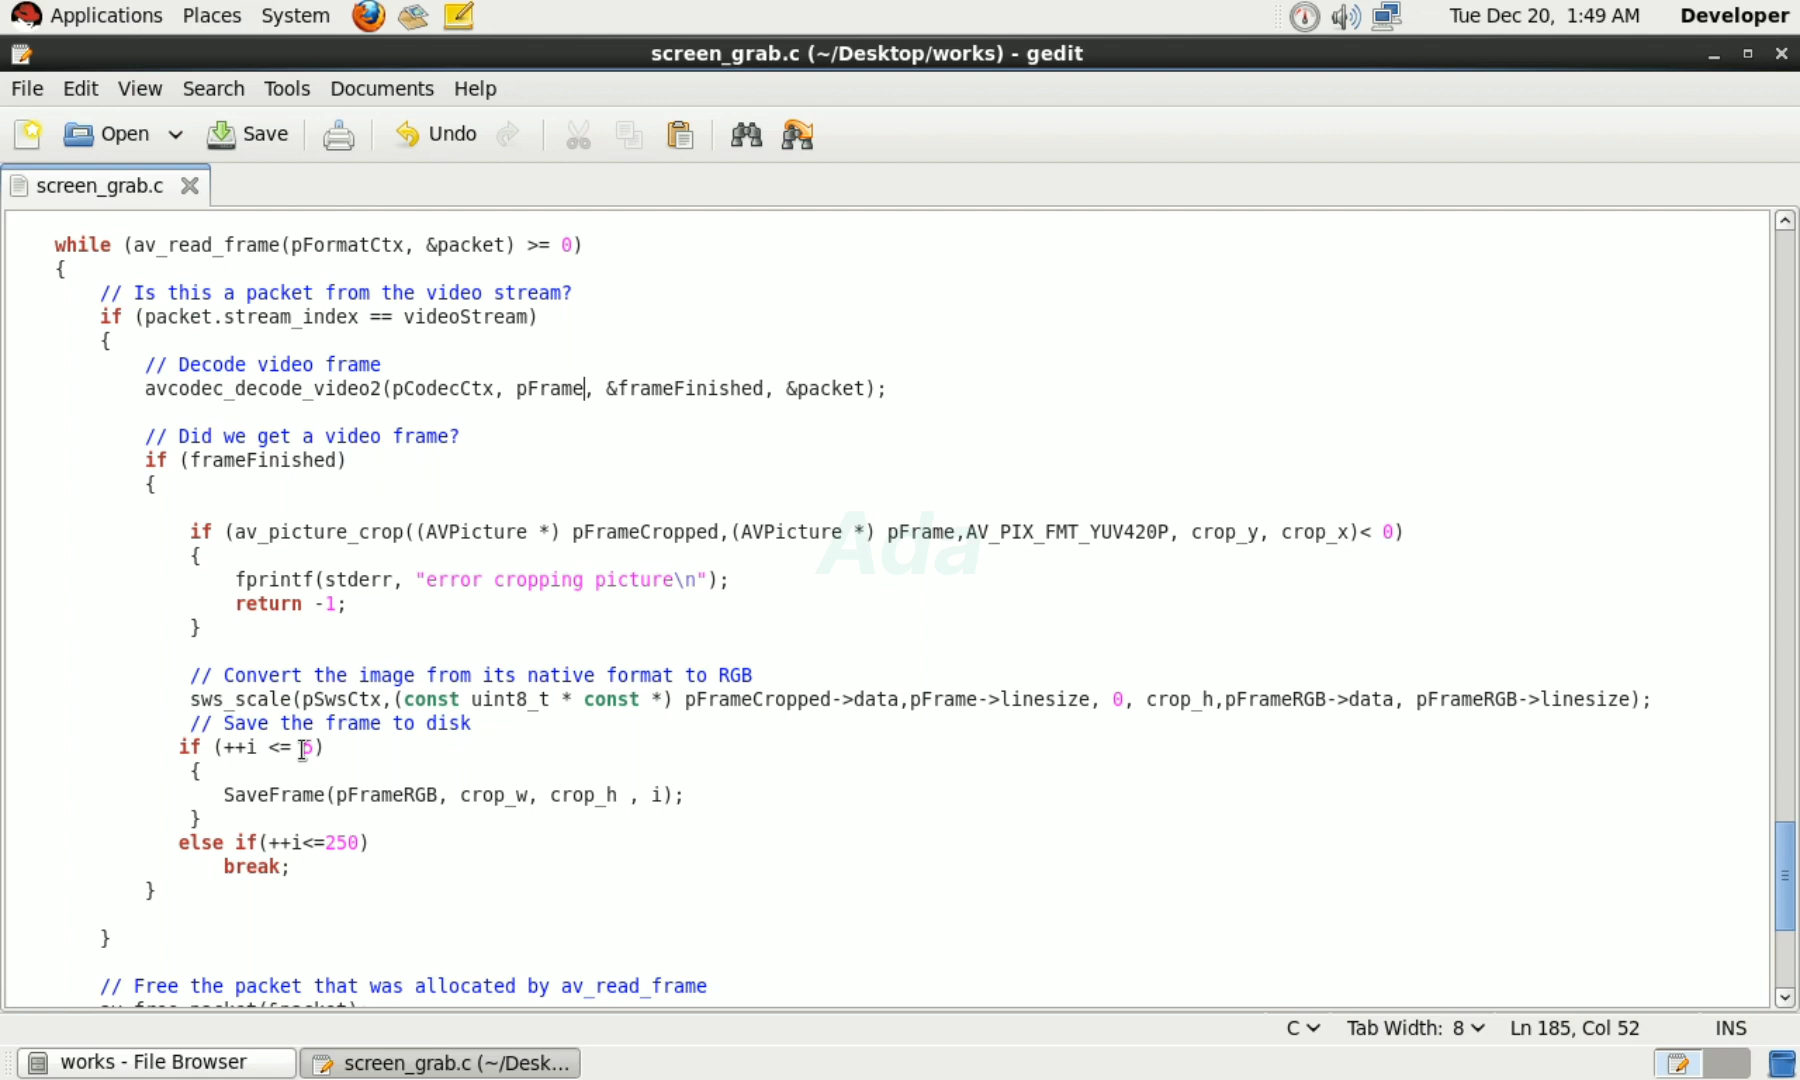 Applications Places System Tue Dec 20, 1:49 AM Developer
screen_grab.c (~/Desktop/works) - gedit
File Edit View Search Tools Documents Help
Open Save Undo
screen_grab.c
while (av_read_frame(pFormatCtx, &packet) >= 0)
{
// Is this a packet from the video stream?
if (packet.stream_index == videoStream)
{
// Decode video frame
avcodec_decode_video2(pCodecCtx, pFrame, &frameFinished, &packet);
// Did we get a video frame?
if (frameFinished)
{
if (av_picture_crop((AVPicture *) pFrameCropped,(AVPicture *) pFrame,AV_PIX_FMT_YUV420P, crop_y, crop_x)< 0)
{
fprintf(stderr, "error cropping picture\n");
return -1;
}
// Convert the image from its native format to RGB
sws_scale(pSwsCtx,(const uint8_t * const *) pFrameCropped->data,pFrame->linesize, 0, crop_h,pFrameRGB->data, pFrameRGB->linesize);
// Save the frame to disk
if (++i <= 5)
{
SaveFrame(pFrameRGB, crop_w, crop_h , i);
}
else if(++i<=250)
break;
}
}
// Free the packet that was allocated by av_read_frame
Ada
C Tab Width: 8 Ln 185, Col 52 INS
works - File Browser screen_grab.c (~/Desk...